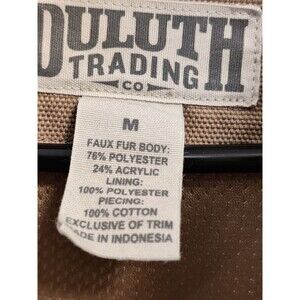 DULUTH
TRADING
CO
M
FAUX FUR BODY:
76% POLYESTER
24% ACRYLIC
LINING:
100% POLYESTER
PIECING:
100% COTTON
EXCLUSIVE OF TRIM
MADE IN INDONESIA